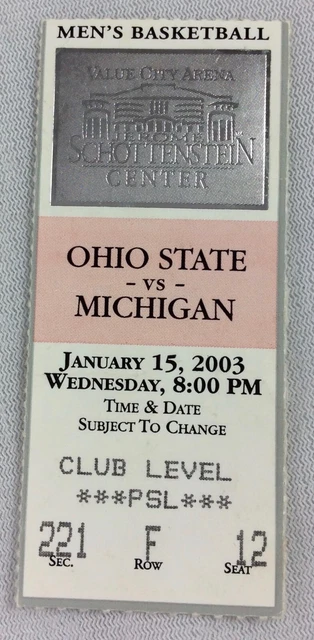 MEN'S BASKETBALL
VALUE CITY ARENA
JEROME
SCHOTTENSTEIN
CENTER
OHIO STATE
- VS -
MICHIGAN
JANUARY 15, 2003
WEDNESDAY, 8:00 PM
TIME & DATE
SUBJECT TO CHANGE
CLUB LEVEL
***PSL***
221 F 12
SEC. ROW SEAT